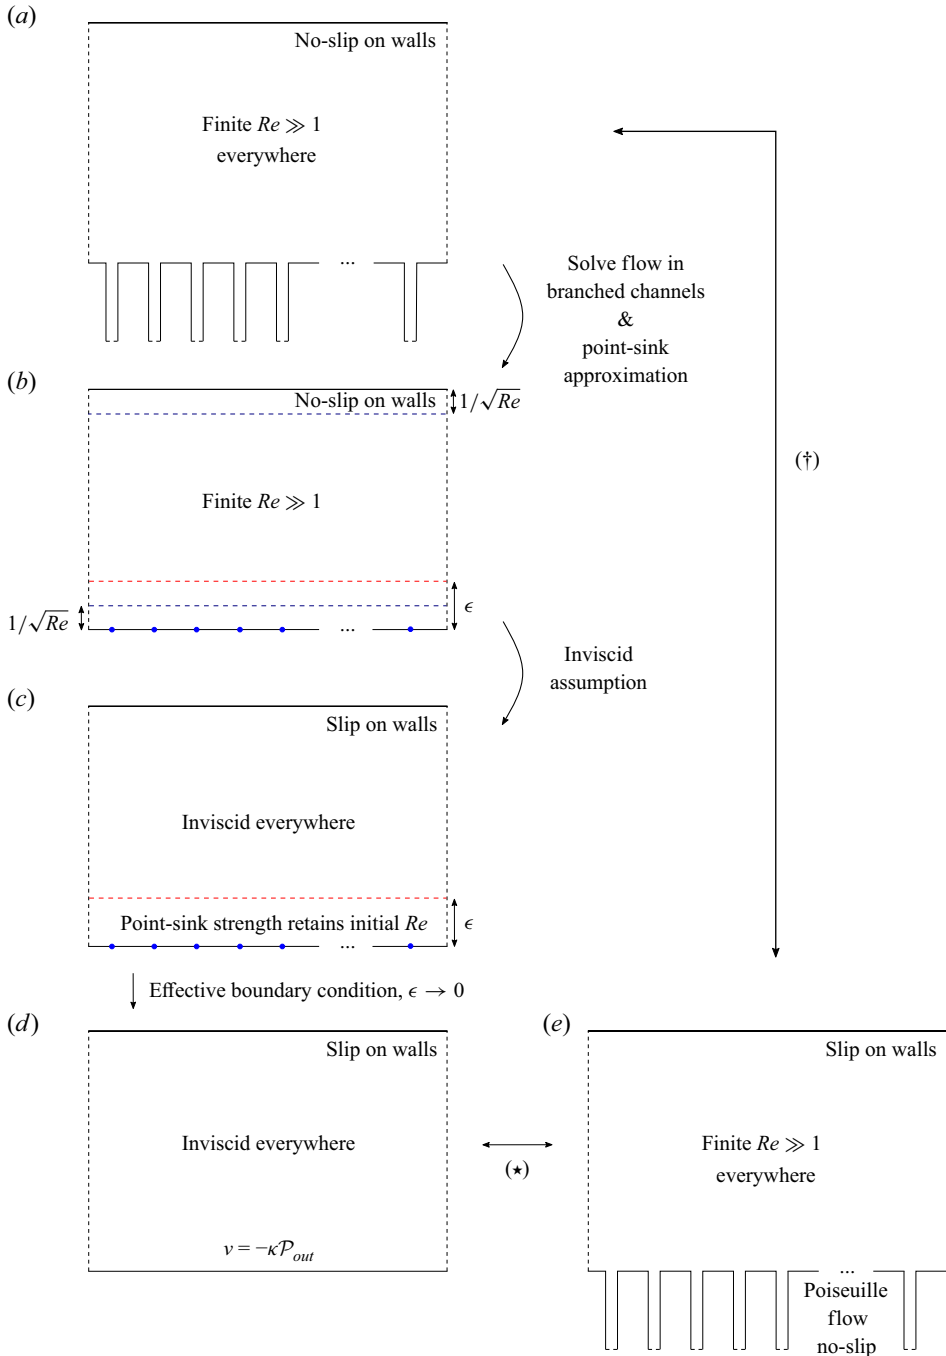 (a)
No-slip on walls
Finite Re ≫ 1
everywhere
...
Solve flow in
branched channels
&
point-sink
approximation
(b)
No-slip on walls
1/√Re
(†)
Finite Re ≫ 1
ϵ
1/√Re
...
Inviscid
assumption
(c)
Slip on walls
Inviscid everywhere
Point-sink strength retains initial Re
ϵ
...
Effective boundary condition, ϵ → 0
(d)
Slip on walls
Inviscid everywhere
v = −κ𝒫out
(⋆)
(e)
Slip on walls
Finite Re ≫ 1
everywhere
...
Poiseuille
flow
no-slip